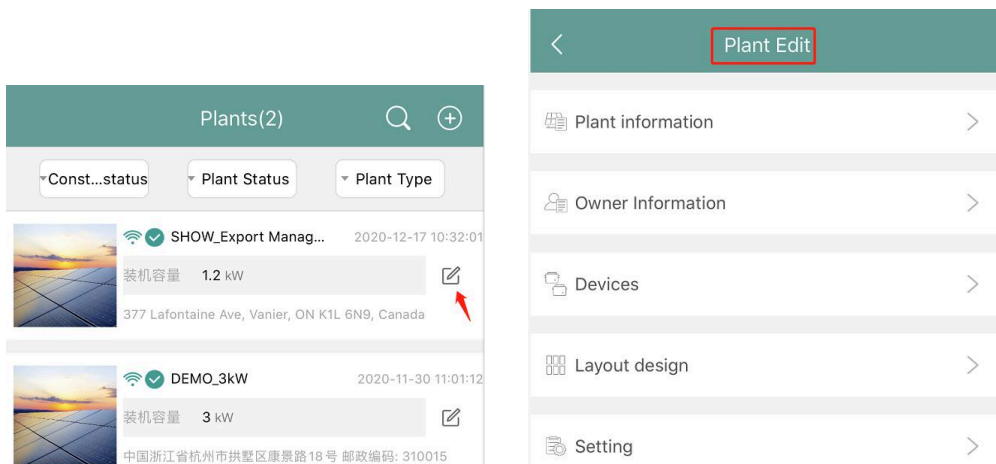 Plants(2)
Const...status
Plant Status
Plant Type
SHOW_Export Manag...
2020-12-17 10:32:01
装机容量 1.2 kW
377 Lafontaine Ave, Vanier, ON K1L 6N9, Canada
DEMO_3kW
2020-11-30 11:01:12
装机容量 3 kW
中国浙江省杭州市拱墅区康景路18号 邮政编码: 310015
Plant Edit
Plant information
Owner Information
Devices
Layout design
Setting